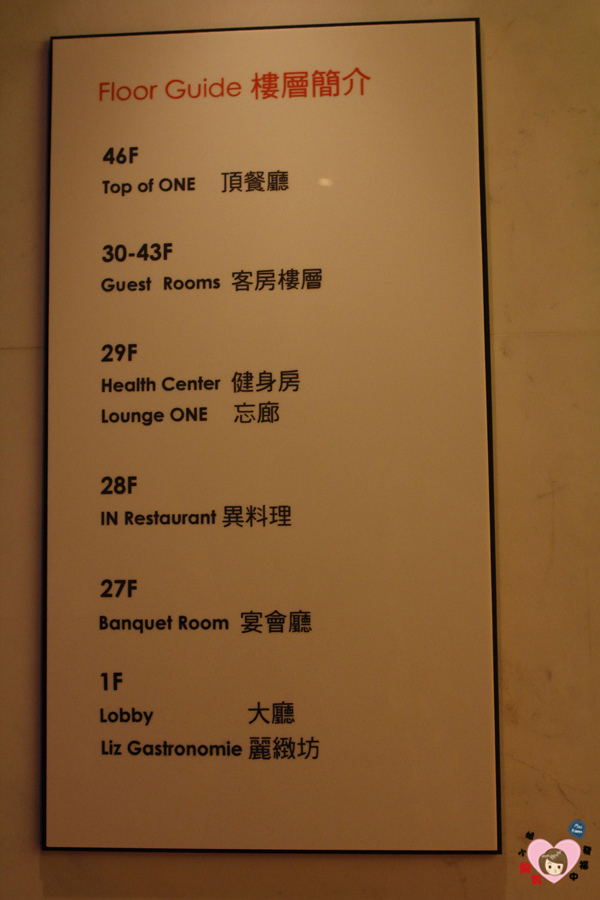 Floor Guide 樓層簡介
46F
Top of ONE 頂餐廳
30-43F
Guest Rooms 客房樓層
29F
Health Center 健身房
Lounge ONE 忘廊
28F
IN Restaurant 異料理
27F
Banquet Room 宴會廳
1F
Lobby 大廳
Liz Gastronomie 麗緻坊